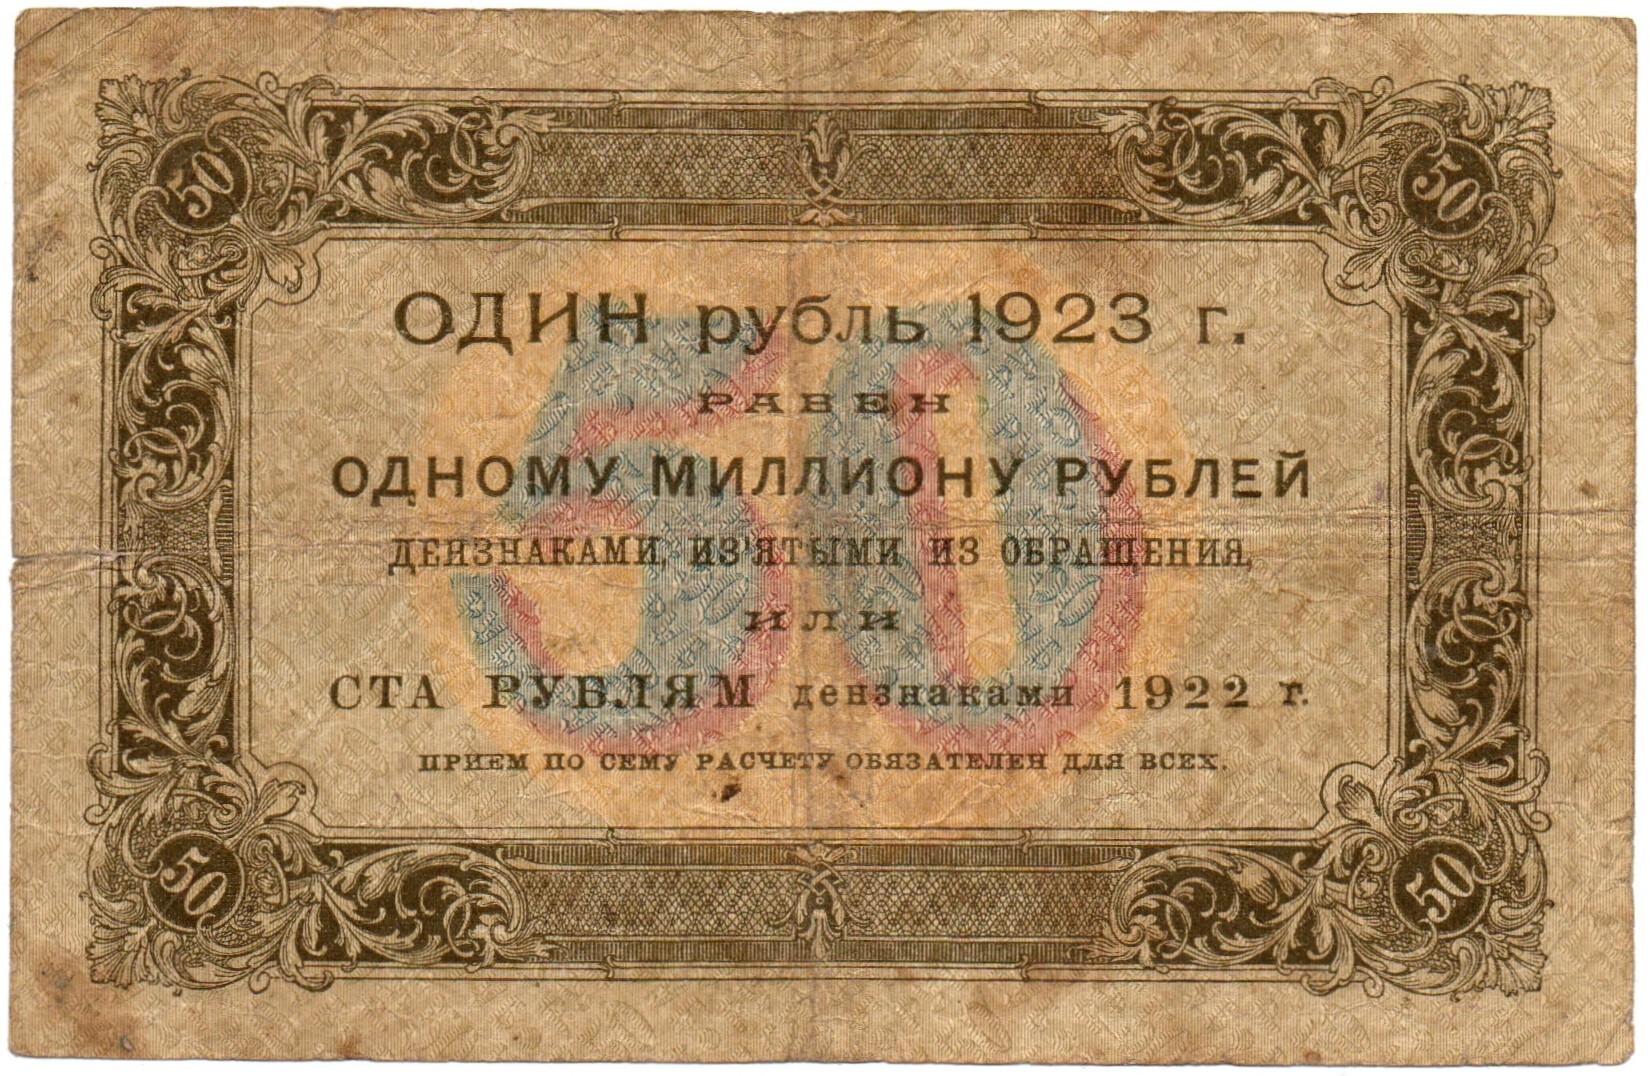 50 50
ОДИН рубль 1923 г.
РАВЕН
ОДНОМУ МИЛЛИОНУ РУБЛЕЙ
ДЕНЗНАКАМИ, ИЗ'ЯТЫМИ ИЗ ОБРАЩЕНИЯ,
ИЛИ
СТА РУБЛЯМ дензнаками 1922 г.
ПРИЕМ ПО СЕМУ РАСЧЕТУ ОБЯЗАТЕЛЕН ДЛЯ ВСЕХ.
50
50 50